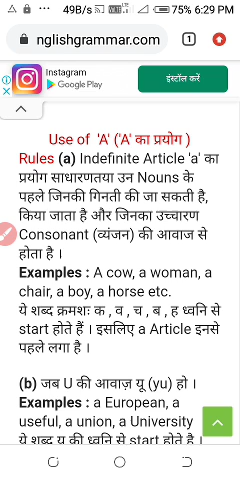 49B/s 75% 6:29 PM
nglishgrammar.com 1
Instagram
Google Play
इंस्टॉल करें
Use of 'A' ('A' का प्रयोग )
Rules (a) Indefinite Article 'a' का
प्रयोग साधारणतया उन Nouns के
पहले जिनकी गिनती की जा सकती है,
किया जाता है और जिनका उच्चारण
Consonant (व्यंजन) की आवाज से
होता है ।
Examples : A cow, a woman, a
chair, a boy, a horse etc.
ये शब्द क्रमशः क , व , च , ब , ह ध्वनि से
start होते हैं । इसलिए a Article इनसे
पहले लगा है ।
(b) जब U की आवाज़ यू (yu) हो ।
Examples : a European, a
useful, a union, a University
ये शब्द य की ध्वनि से start होते है ।